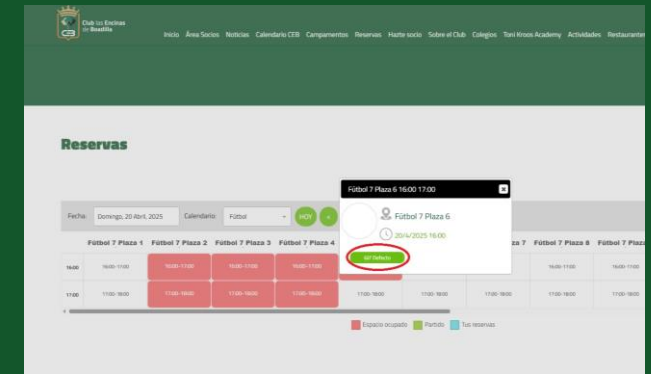 Club las Encinas
de Boadilla
Inicio Área Socios Noticias Calendario CEB Campamentos Reservas Hazte socio Sobre el Club Colegios Toni Kroos Academy Actividades Restaurantes
Reservas
Fútbol 7 Plaza 6 16:00 17:00
Fútbol 7 Plaza 6
20/4/2025 16:00
Fecha: Domingo, 20 Abril, 2025 Calendario: Fútbol HOY <
Fútbol 7 Plaza 1 Fútbol 7 Plaza 2 Fútbol 7 Plaza 3 Fútbol 7 Plaza 4 za 7 Fútbol 7 Plaza 8 Fútbol 7 Plaza
16:00 16:00-17:00 16:00-17:00 16:00-17:00 16:00-17:00 16:00-17:00 16:00-17:00
17:00 17:00-18:00 17:00-18:00 17:00-18:00 17:00-18:00 17:00-18:00 17:00-18:00 17:00-18:00 17:00-18:00 17:00-18:00
Espacio ocupado Partido Tus reservas